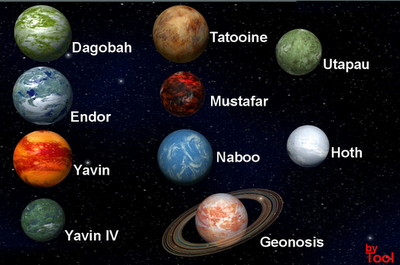 Dagobah
Tatooine
Utapau
Endor
Mustafar
Yavin
Naboo
Hoth
Yavin IV
Geonosis
by
Tool